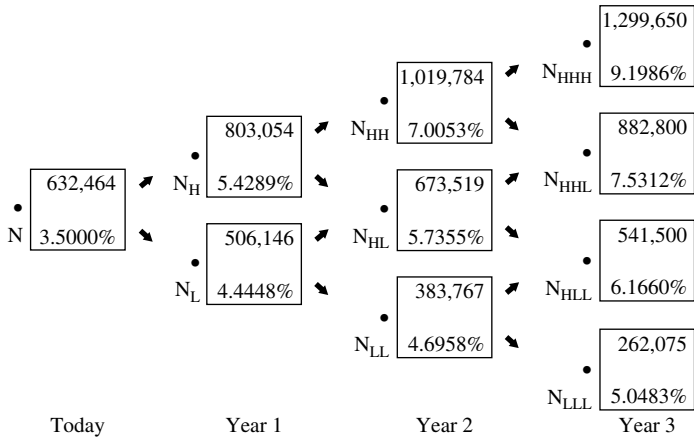 1,299,650
N_HHH 9.1986%
1,019,784
N_HH 7.0053%
803,054
N_H 5.4289%
882,800
N_HHL 7.5312%
632,464
N 3.5000%
673,519
N_HL 5.7355%
506,146
N_L 4.4448%
541,500
N_HLL 6.1660%
383,767
N_LL 4.6958%
262,075
N_LLL 5.0483%
Today Year 1 Year 2 Year 3